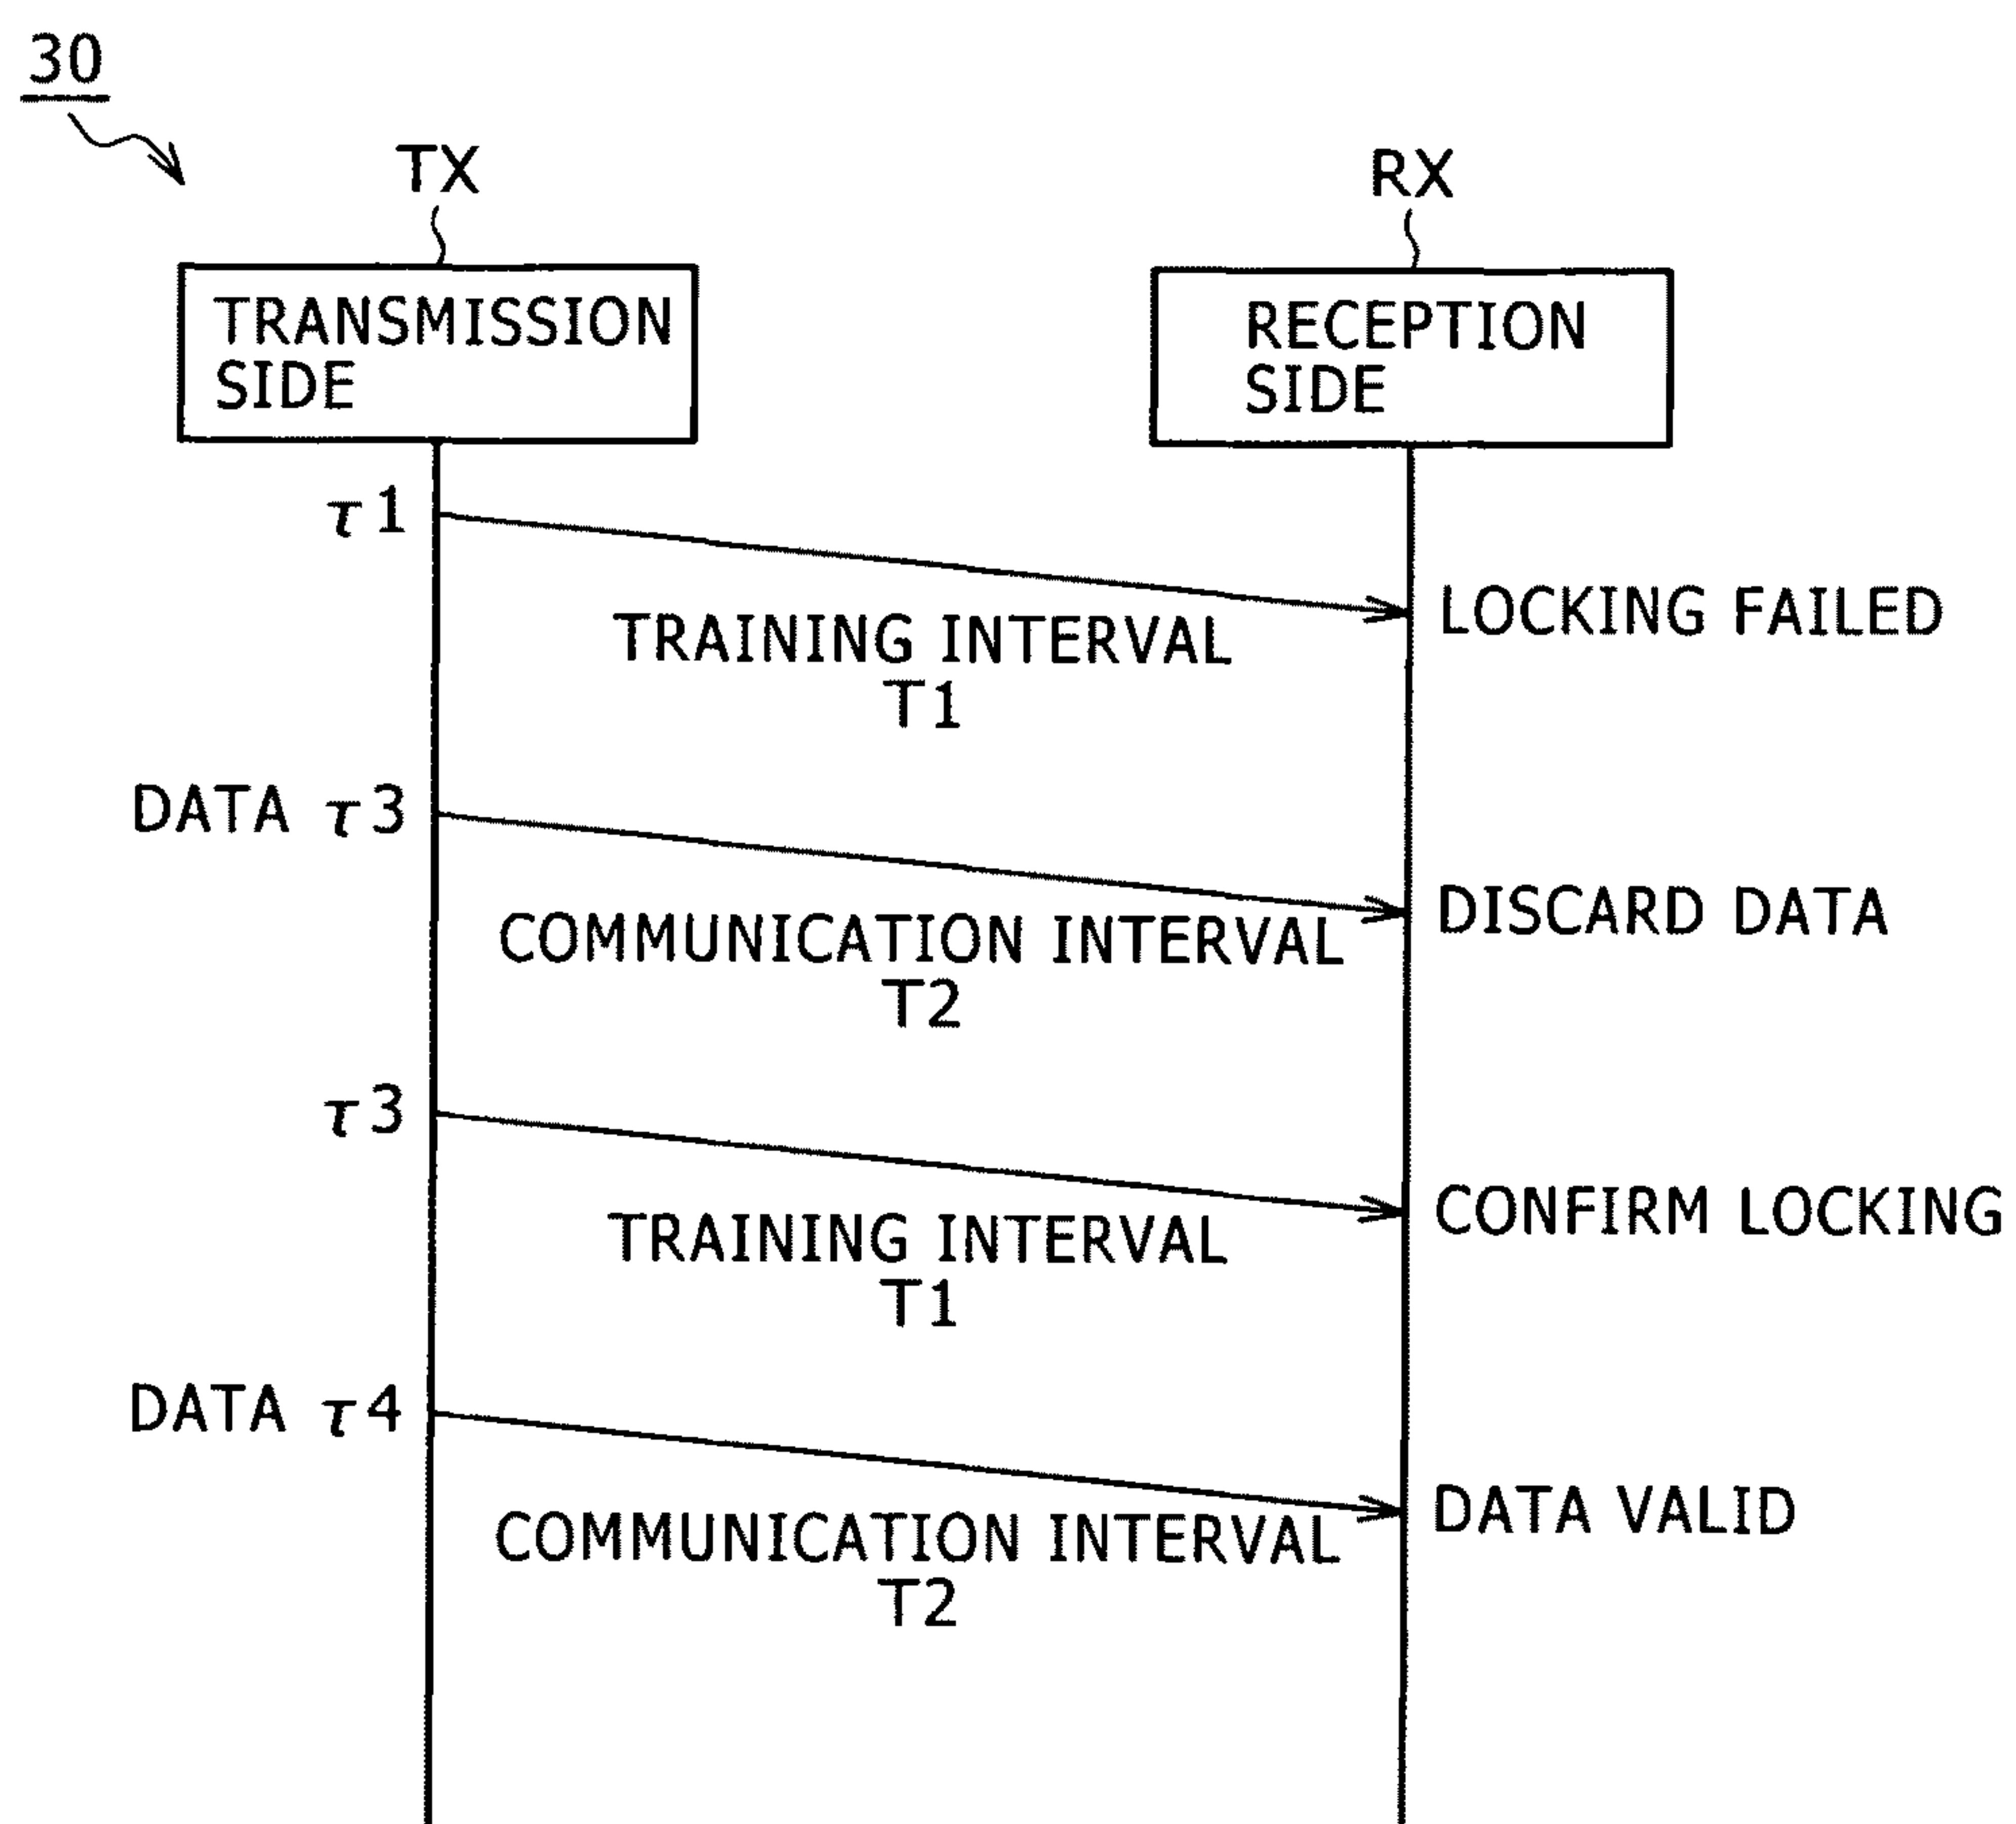 30
TX
RX
TRANSMISSION
SIDE
RECEPTION
SIDE
τ1
LOCKING FAILED
TRAINING INTERVAL
T1
DATA τ3
DISCARD DATA
COMMUNICATION INTERVAL
T2
τ3
CONFIRM LOCKING
TRAINING INTERVAL
T1
DATA τ4
DATA VALID
COMMUNICATION INTERVAL
T2